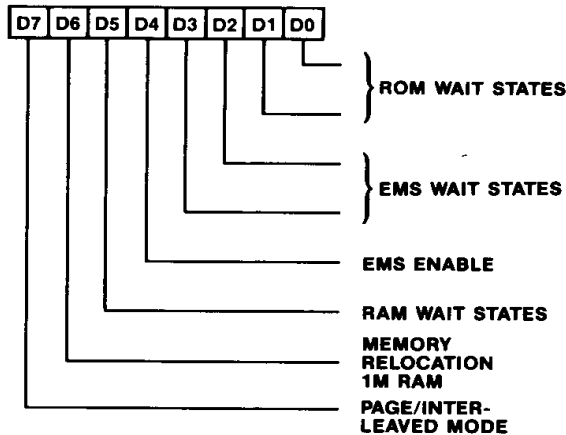 D7 D6 D5 D4 D3 D2 D1 D0
ROM WAIT STATES
EMS WAIT STATES
EMS ENABLE
RAM WAIT STATES
MEMORY
RELOCATION
1M RAM
PAGE/INTER-
LEAVED MODE